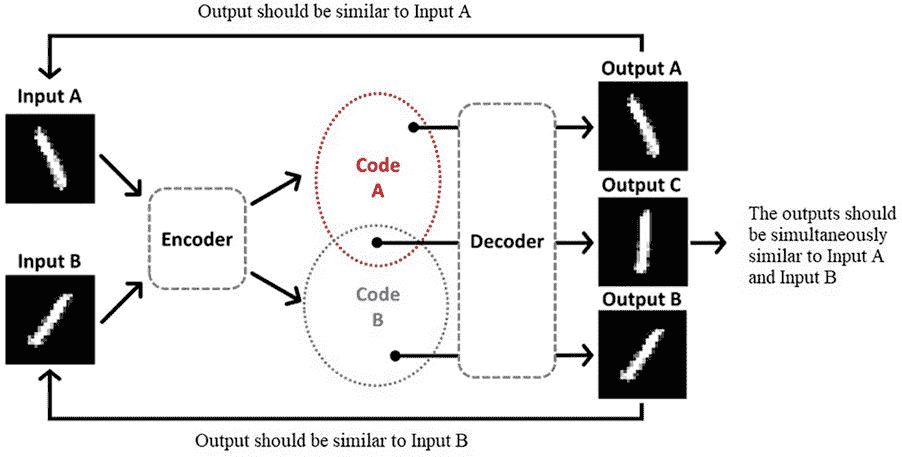 Output should be similar to Input A
Input A
Output A
Code
A
Output C
Encoder
Decoder
The outputs should
be simultaneously
similar to Input A
and Input B
Input B
Code
B
Output B
Output should be similar to Input B